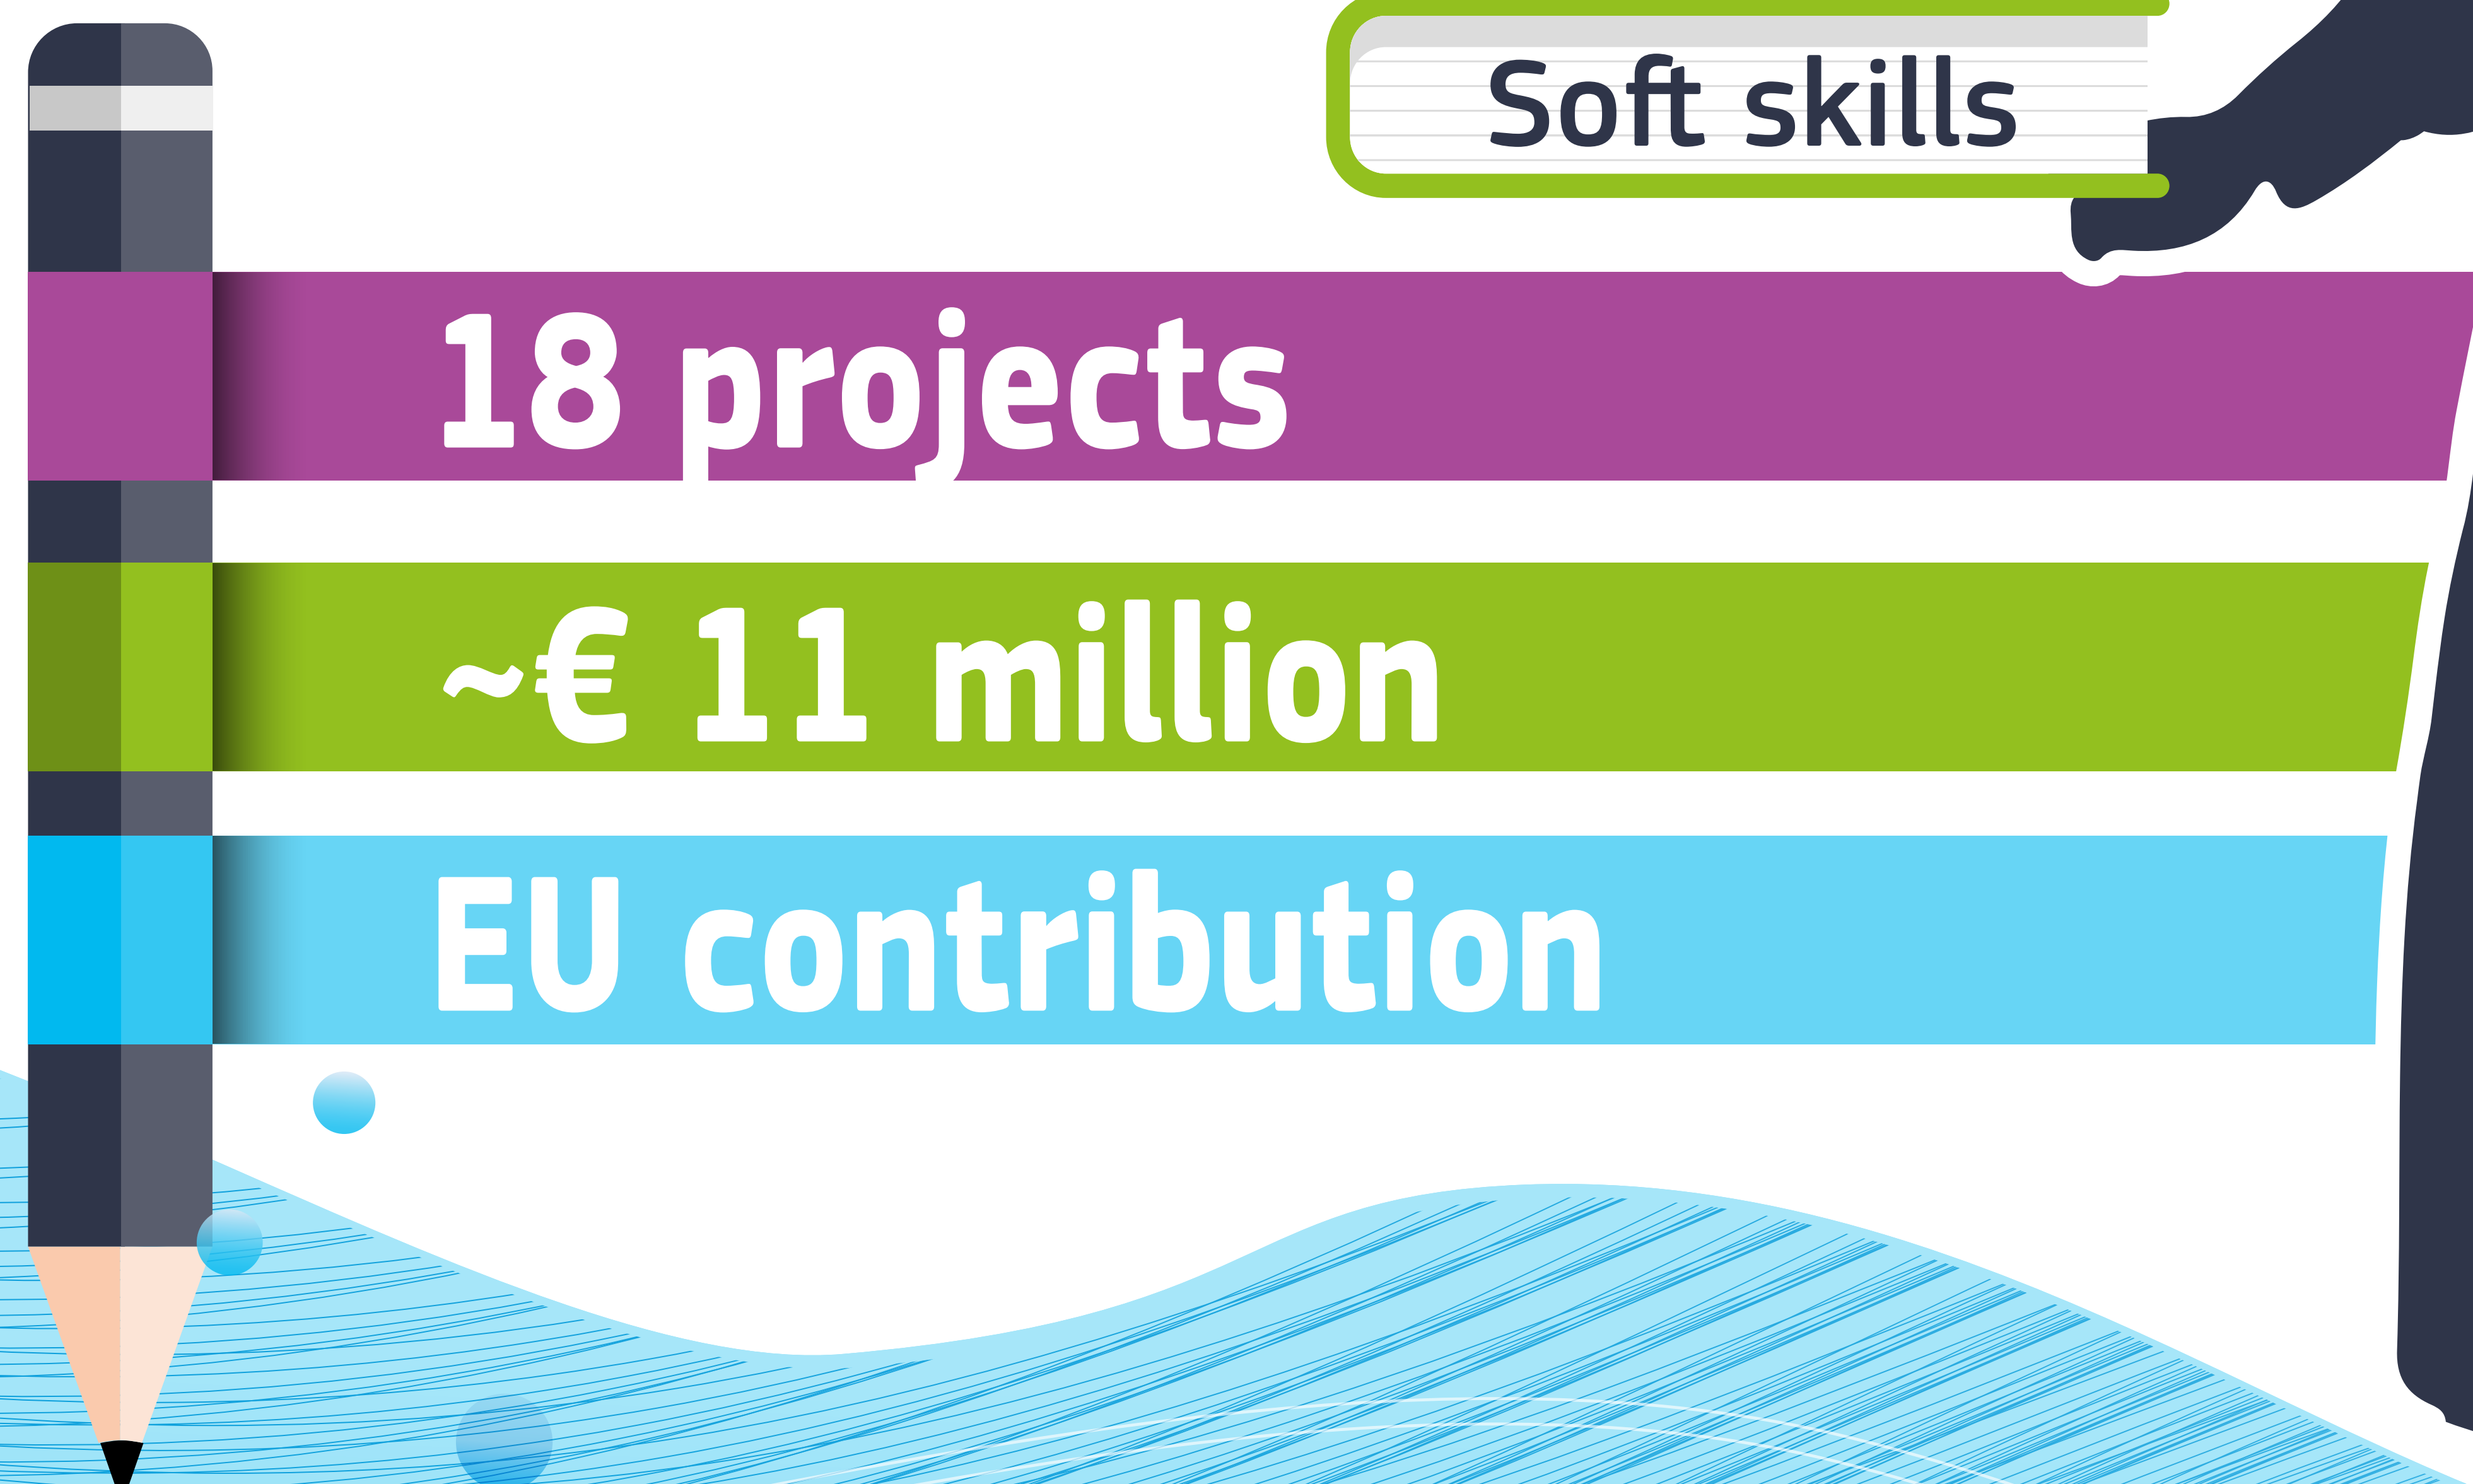 Soft skills
18 projects
~€ 11 million
EU contribution